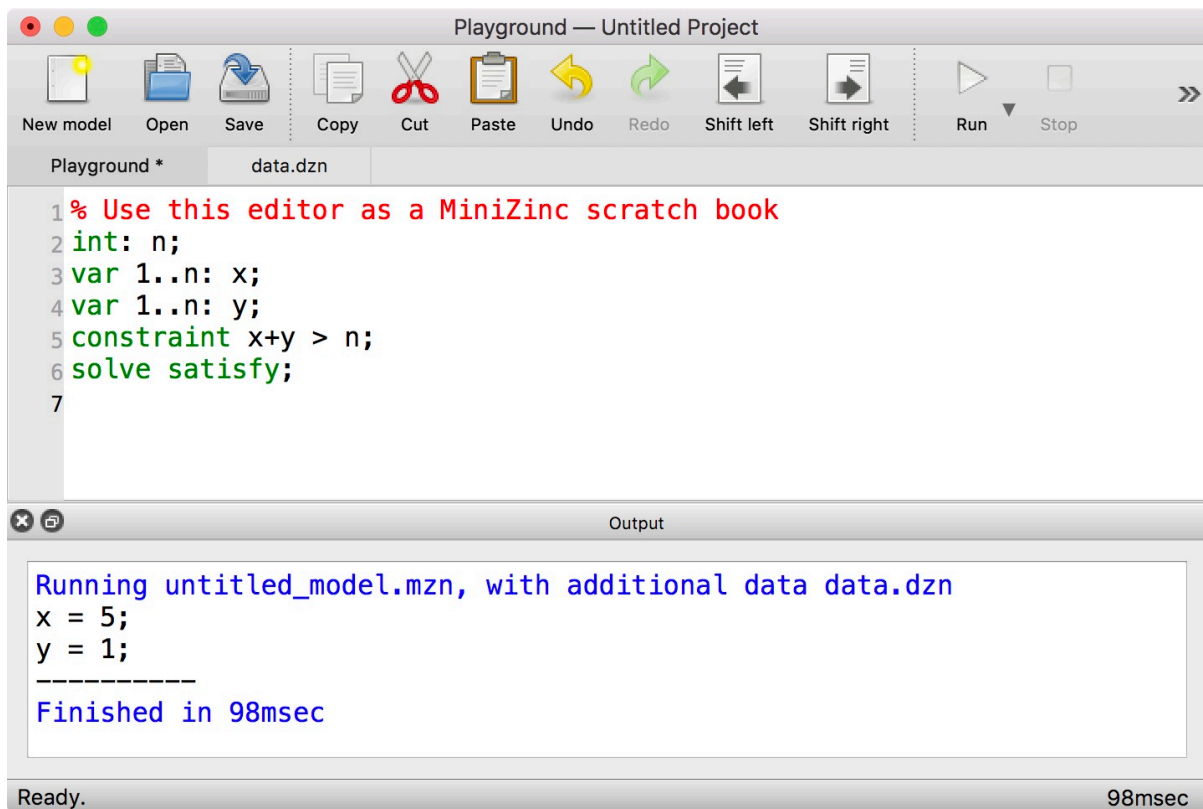 Playground — Untitled Project
New model Open Save Copy Cut Paste Undo Redo Shift left Shift right Run Stop
Playground * data.dzn
1 % Use this editor as a MiniZinc scratch book
2 int: n;
3 var 1..n: x;
4 var 1..n: y;
5 constraint x+y > n;
6 solve satisfy;
7
Output
Running untitled_model.mzn, with additional data data.dzn
x = 5;
y = 1;
----------
Finished in 98msec
Ready. 98msec